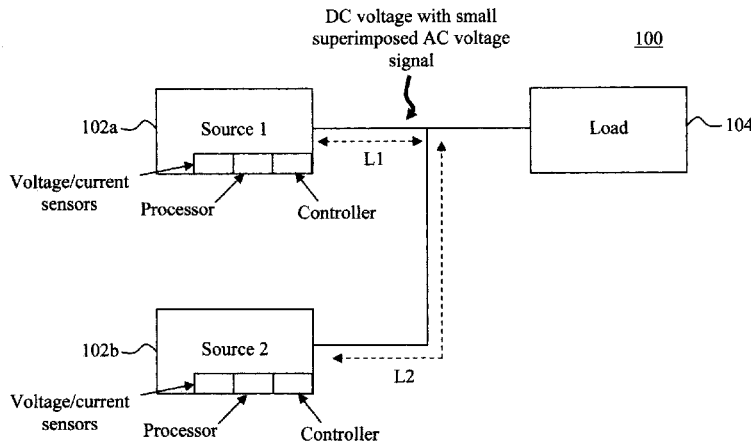 DC voltage with small
superimposed AC voltage
signal
100
102a
Source 1
Load
104
L1
Voltage/current
sensors
Processor
Controller
102b
Source 2
L2
Voltage/current
sensors
Processor
Controller